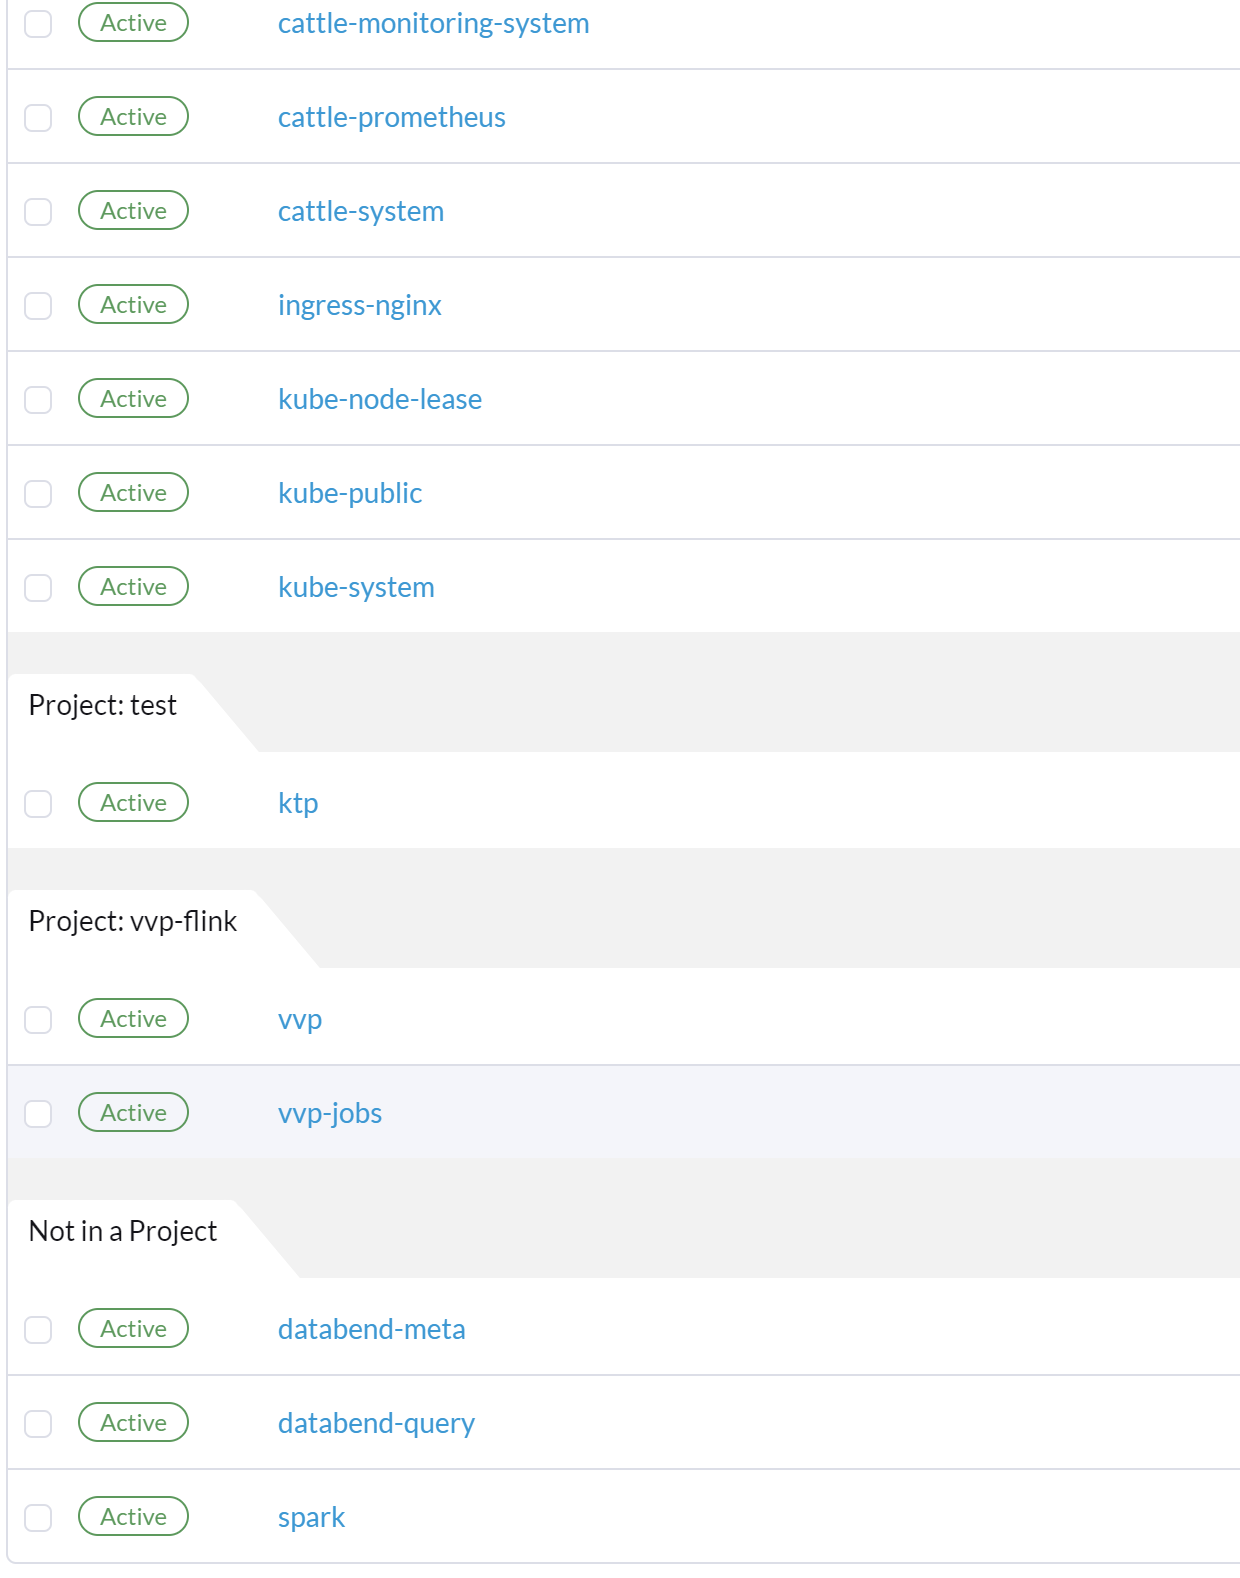 Active cattle-monitoring-system
Active cattle-prometheus
Active cattle-system
Active ingress-nginx
Active kube-node-lease
Active kube-public
Active kube-system
Project: test
Active ktp
Project: vvp-flink
Active vvp
Active vvp-jobs
Not in a Project
Active databend-meta
Active databend-query
Active spark